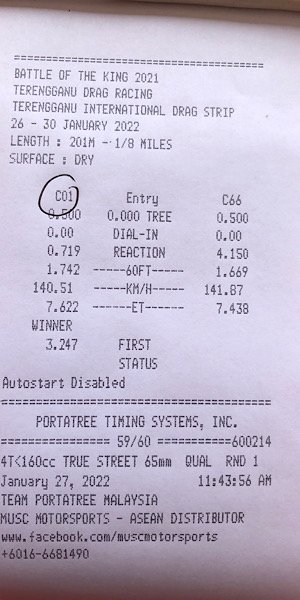 =================================
BATTLE OF THE KING 2021
TERENGGANU DRAG RACING
TERENGGANU INTERNATIONAL DRAG STRIP
26 - 30 JANUARY 2022
LENGTH : 201M - 1/8 MILES
SURFACE : DRY
C01 Entry C66
0.500 0.000 TREE 0.500
0.00 DIAL-IN 0.00
0.719 REACTION 4.150
1.742 ------60FT------ 1.669
140.51 ------KM/H------ 141.87
7.622 -------ET------- 7.438
WINNER
3.247 FIRST
STATUS
Autostart Disabled
=================================
PORTATREE TIMING SYSTEMS, INC.
================ 59/60 ===========600214
4T<160cc TRUE STREET 65mm QUAL RND 1
January 27, 2022 11:43:56 AM
TEAM PORTATREE MALAYSIA
MUSC MOTORSPORTS - ASEAN DISTRIBUTOR
www.facebook.com/muscmotorsports
+6016-6681490